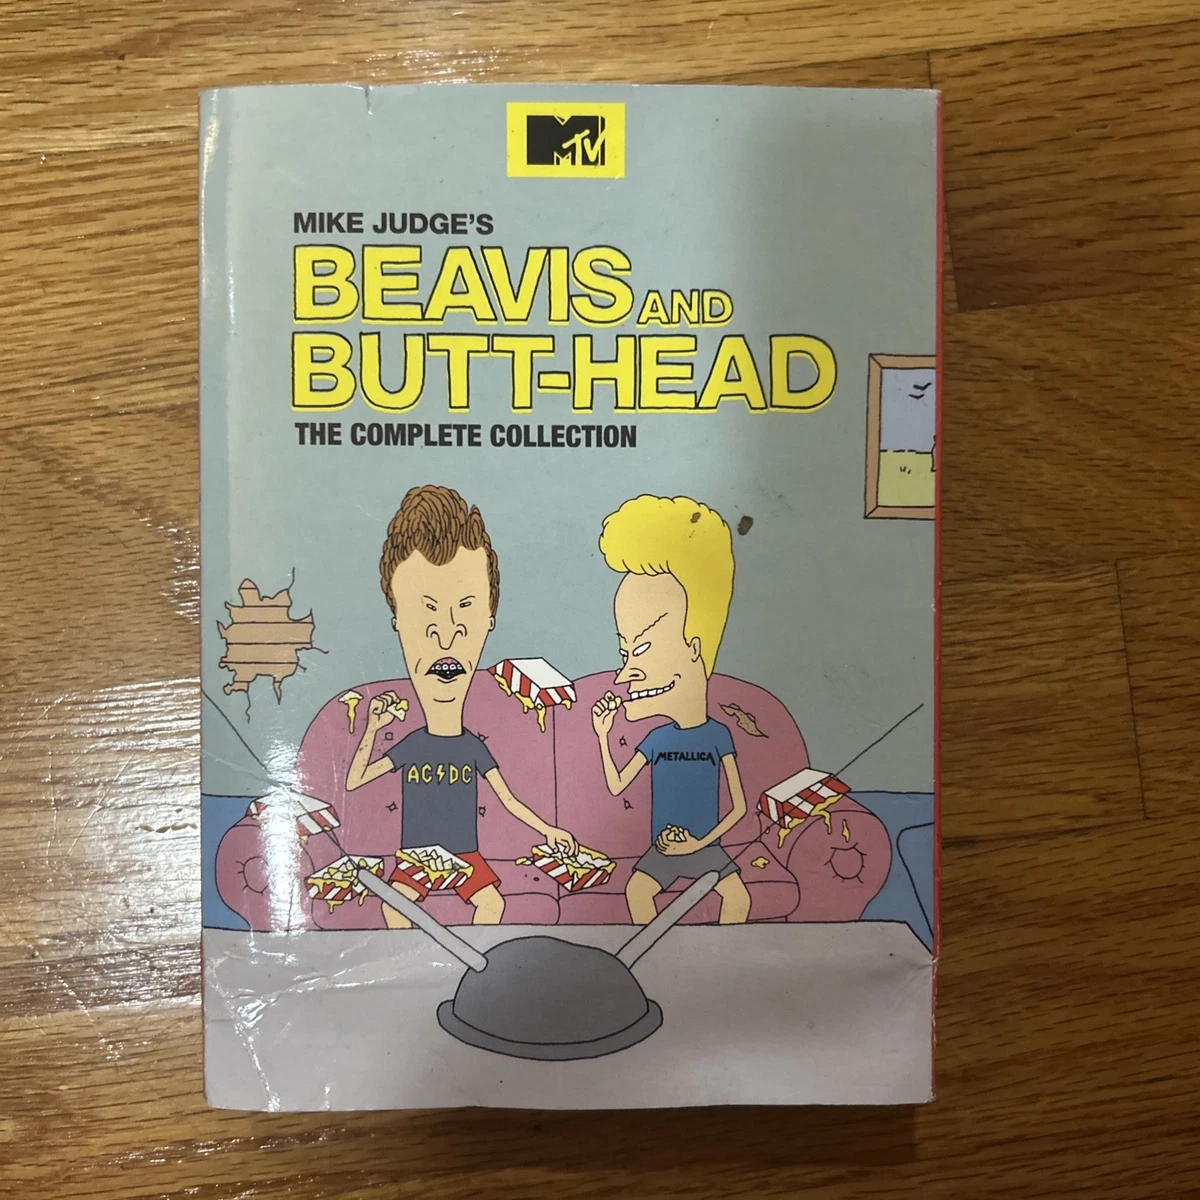 MTV
MIKE JUDGE'S
BEAVIS AND
BUTT-HEAD
THE COMPLETE COLLECTION
AC⚡DC
METALLICA